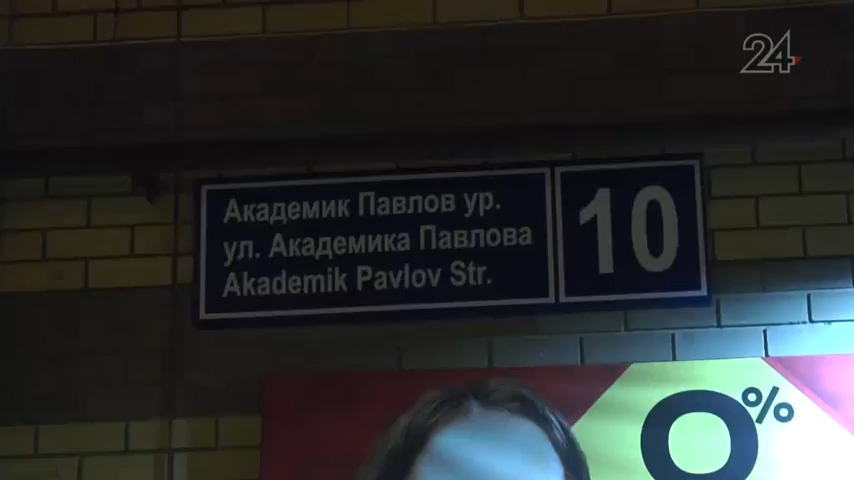 24
Академик Павлов ур.
ул. Академика Павлова
Akademik Pavlov Str.
10
0%